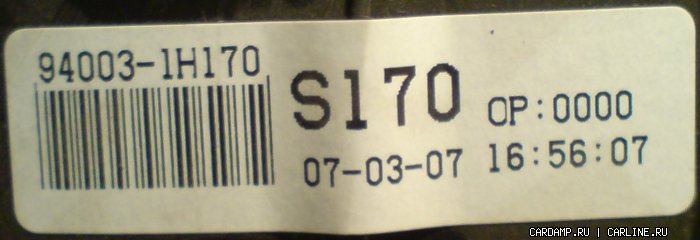 94003-1H170
S170 OP:0000
07-03-07 16:56:07
CARDAMP.RU | CARLINE.RU